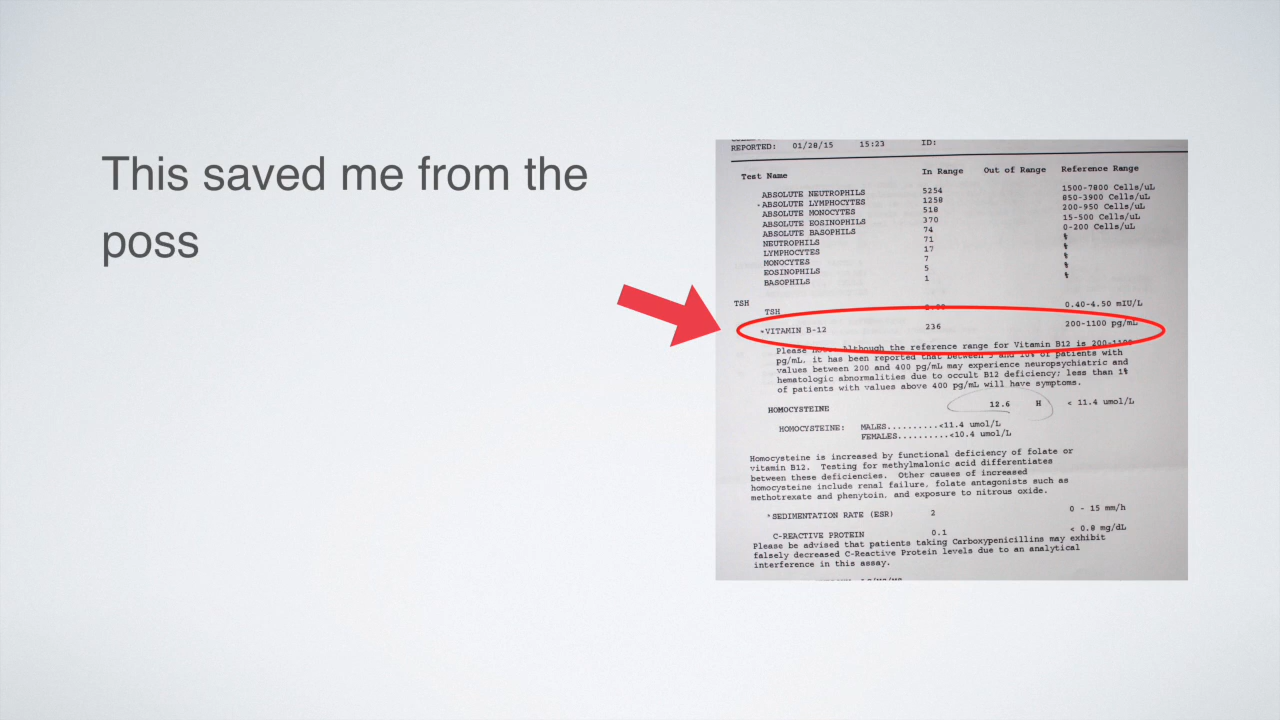 This saved me from the
poss
REPORTED: 01/28/15 15:23 ID:
Test Name In Range Out of Range Reference Range
ABSOLUTE NEUTROPHILS 5254 1500-7800 Cells/uL
ABSOLUTE LYMPHOCYTES 1258 850-3900 Cells/uL
ABSOLUTE MONOCYTES 518 200-950 Cells/uL
ABSOLUTE EOSINOPHILS 370 15-500 Cells/uL
ABSOLUTE BASOPHILS 74 0-200 Cells/uL
NEUTROPHILS 71 %
LYMPHOCYTES 17 %
MONOCYTES 7 %
EOSINOPHILS 5 %
BASOPHILS 1 %
TSH
TSH 0.40-4.50 mIU/L
*VITAMIN B-12 236 200-1100 pg/mL
Please Although the reference range for Vitamin B12 is 200-1100
pg/mL, it has been reported that between 5 and 10% of patients with
values between 200 and 400 pg/mL may experience neuropsychiatric and
hematologic abnormalities due to occult B12 deficiency; less than 1%
of patients with values above 400 pg/mL will have symptoms.
HOMOCYSTEINE 12.6 H < 11.4 umol/L
HOMOCYSTEINE: MALES..........<11.4 umol/L
FEMALES..........<10.4 umol/L
Homocysteine is increased by functional deficiency of folate or
vitamin B12. Testing for methylmalonic acid differentiates
between these deficiencies. Other causes of increased
homocysteine include renal failure, folate antagonists such as
methotrexate and phenytoin, and exposure to nitrous oxide.
*SEDIMENTATION RATE (ESR) 2 0 - 15 mm/h
C-REACTIVE PROTEIN 0.1 < 0.8 mg/dL
Please be advised that patients taking Carboxypenicillins may exhibit
falsely decreased C-Reactive Protein levels due to an analytical
interference in this assay.